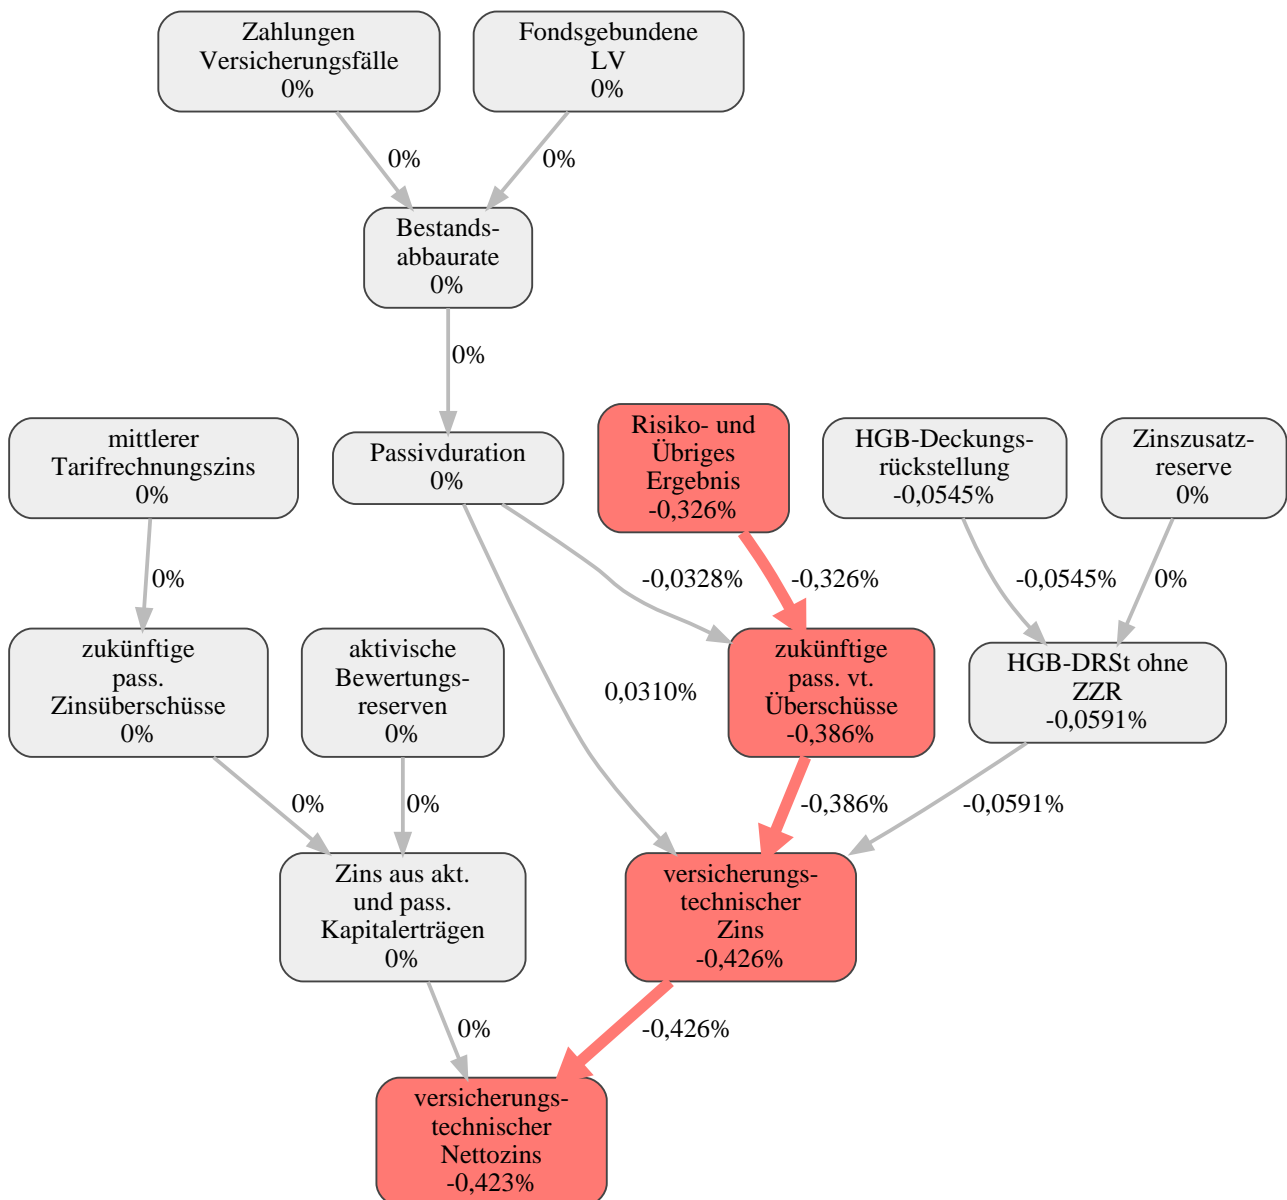 Zahlungen
Versicherungsfälle
0%
Fondsgebundene
LV
0%
0%
0%
Bestands-
abbaurate
0%
0%
mittlerer
Tarifrechnungszins
0%
Passivduration
0%
Risiko- und
Übriges
Ergebnis
-0,326%
HGB-Deckungs-
rückstellung
-0,0545%
Zinszusatz-
reserve
0%
0%
-0,0328%
-0,326%
-0,0545%
0%
zukünftige
pass.
Zinsüberschüsse
0%
aktivische
Bewertungs-
reserven
0%
0,0310%
zukünftige
pass. vt.
Überschüsse
-0,386%
HGB-DRSt ohne
ZZR
-0,0591%
0%
0%
-0,386%
-0,0591%
Zins aus akt.
und pass.
Kapitalerträgen
0%
versicherungs-
technischer
Zins
-0,426%
0%
-0,426%
versicherungs-
technischer
Nettozins
-0,423%